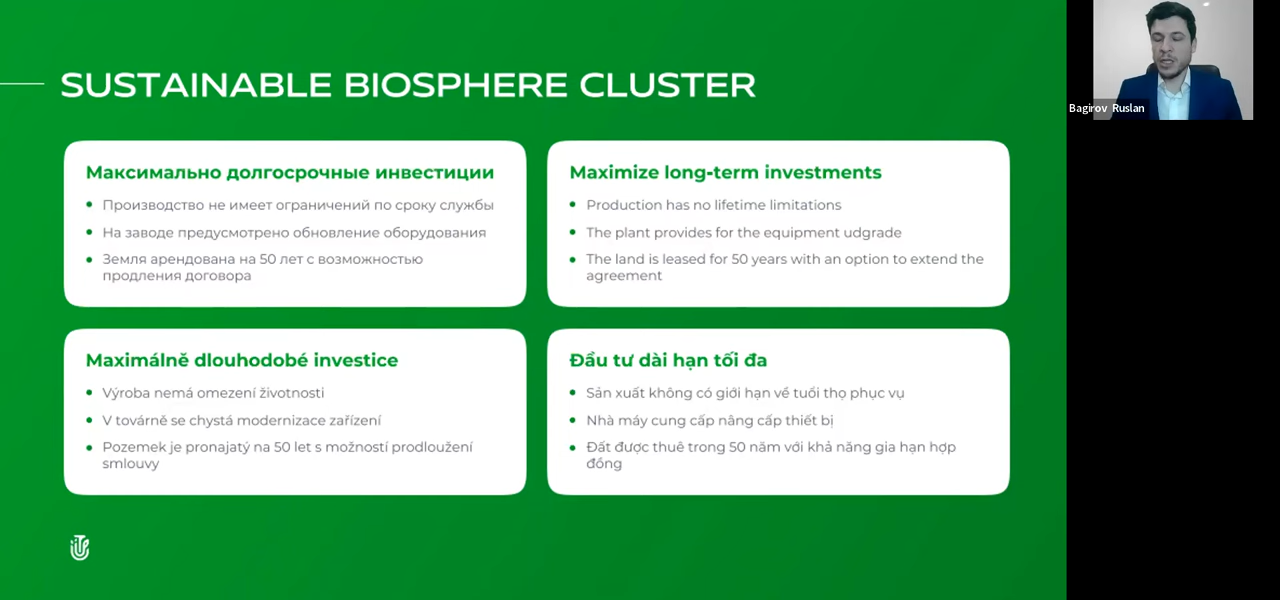 SUSTAINABLE BIOSPHERE CLUSTER
Bagirov Ruslan
Максимально долгосрочные инвестиции
Производство не имеет ограничений по сроку службы
На заводе предусмотрено обновление оборудования
Земля арендована на 50 лет с возможностью
продления договора
Maximize long-term investments
Production has no lifetime limitations
The plant provides for the equipment udgrade
The land is leased for 50 years with an option to extend the
agreement
Maximálně dlouhodobé investice
Výroba nemá omezení životnosti
V továrně se chystá modernizace zařízení
Pozemek je pronajatý na 50 let s možností prodloužení
smlouvy
Đầu tư dài hạn tối đa
Sản xuất không có giới hạn về tuổi thọ phục vụ
Nhà máy cung cấp nâng cấp thiết bị
Đất được thuê trong 50 năm với khả năng gia hạn hợp
đồng